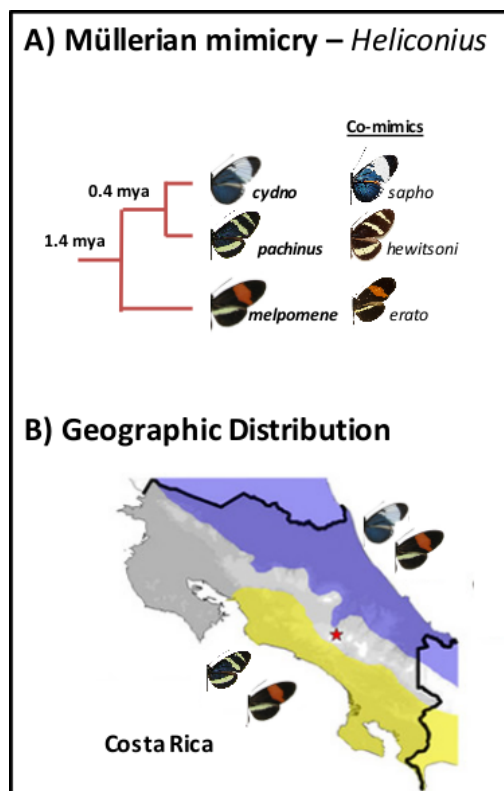 A) Müllerian mimicry – Heliconius
Co-mimics
0.4 mya
cydno
sapho
1.4 mya
pachinus
hewitsoni
melpomene
erato
B) Geographic Distribution
Costa Rica